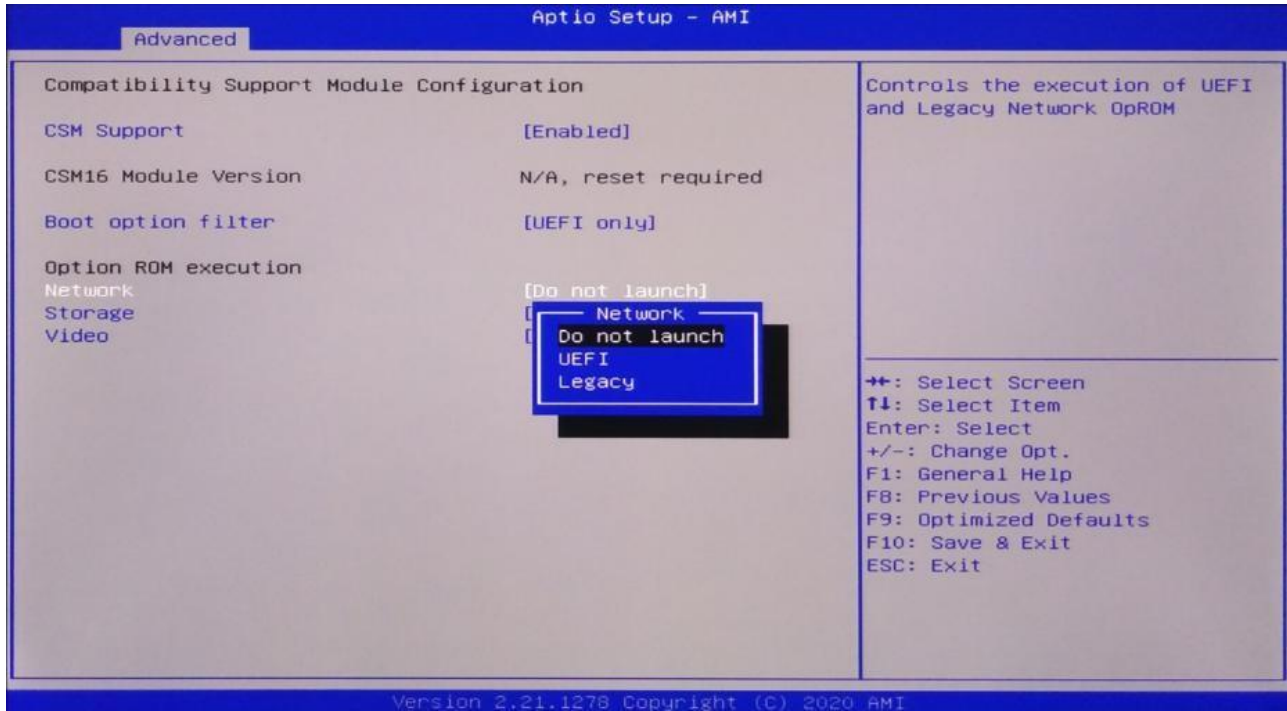 Aptio Setup - AMI
Advanced
Compatibility Support Module Configuration
CSM Support [Enabled]
CSM16 Module Version N/A, reset required
Boot option filter [UEFI only]
Option ROM execution
Network [Do not launch]
Storage [
Video [
Network
Do not launch
UEFI
Legacy
Controls the execution of UEFI
and Legacy Network OpROM
→←: Select Screen
↑↓: Select Item
Enter: Select
+/-: Change Opt.
F1: General Help
F8: Previous Values
F9: Optimized Defaults
F10: Save & Exit
ESC: Exit
Version 2.21.1278 Copyright (C) 2020 AMI